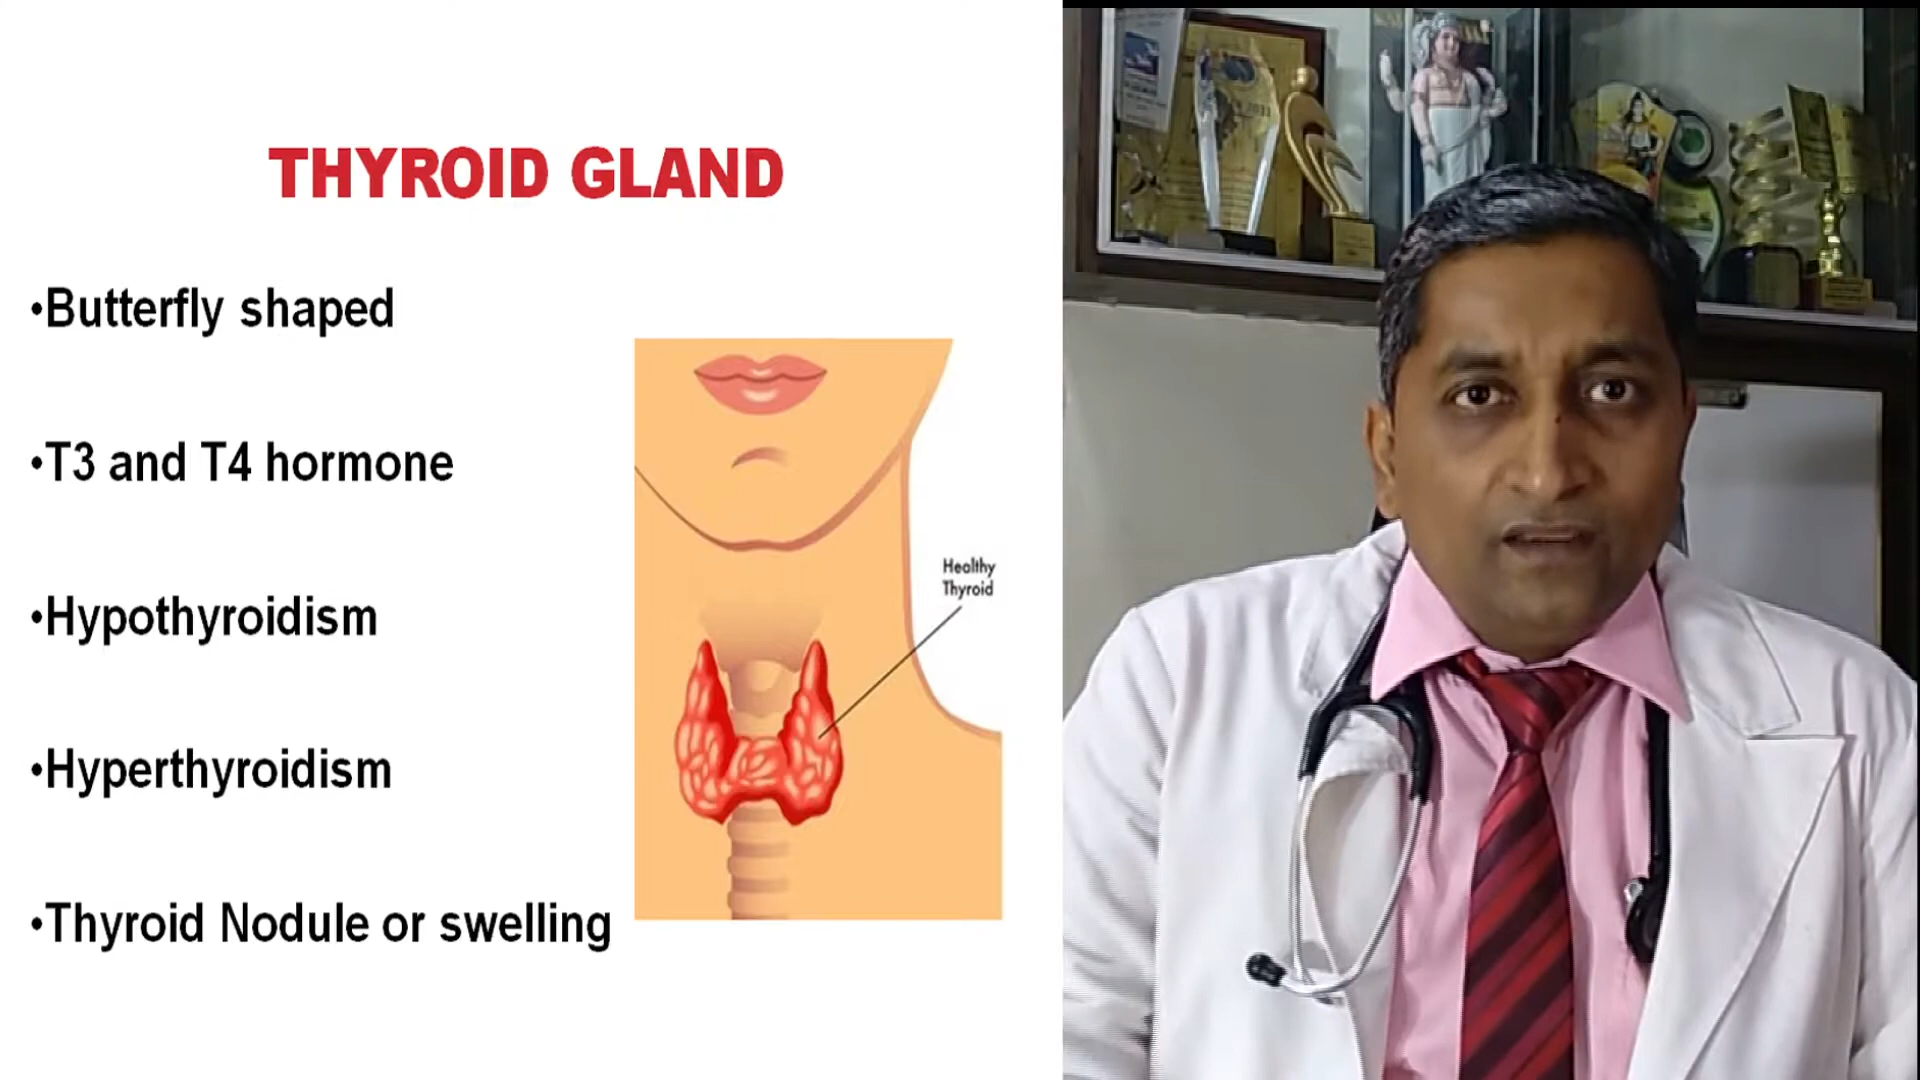 THYROID GLAND
•Butterfly shaped
•T3 and T4 hormone
•Hypothyroidism
•Hyperthyroidism
•Thyroid Nodule or swelling
Healthy
Thyroid